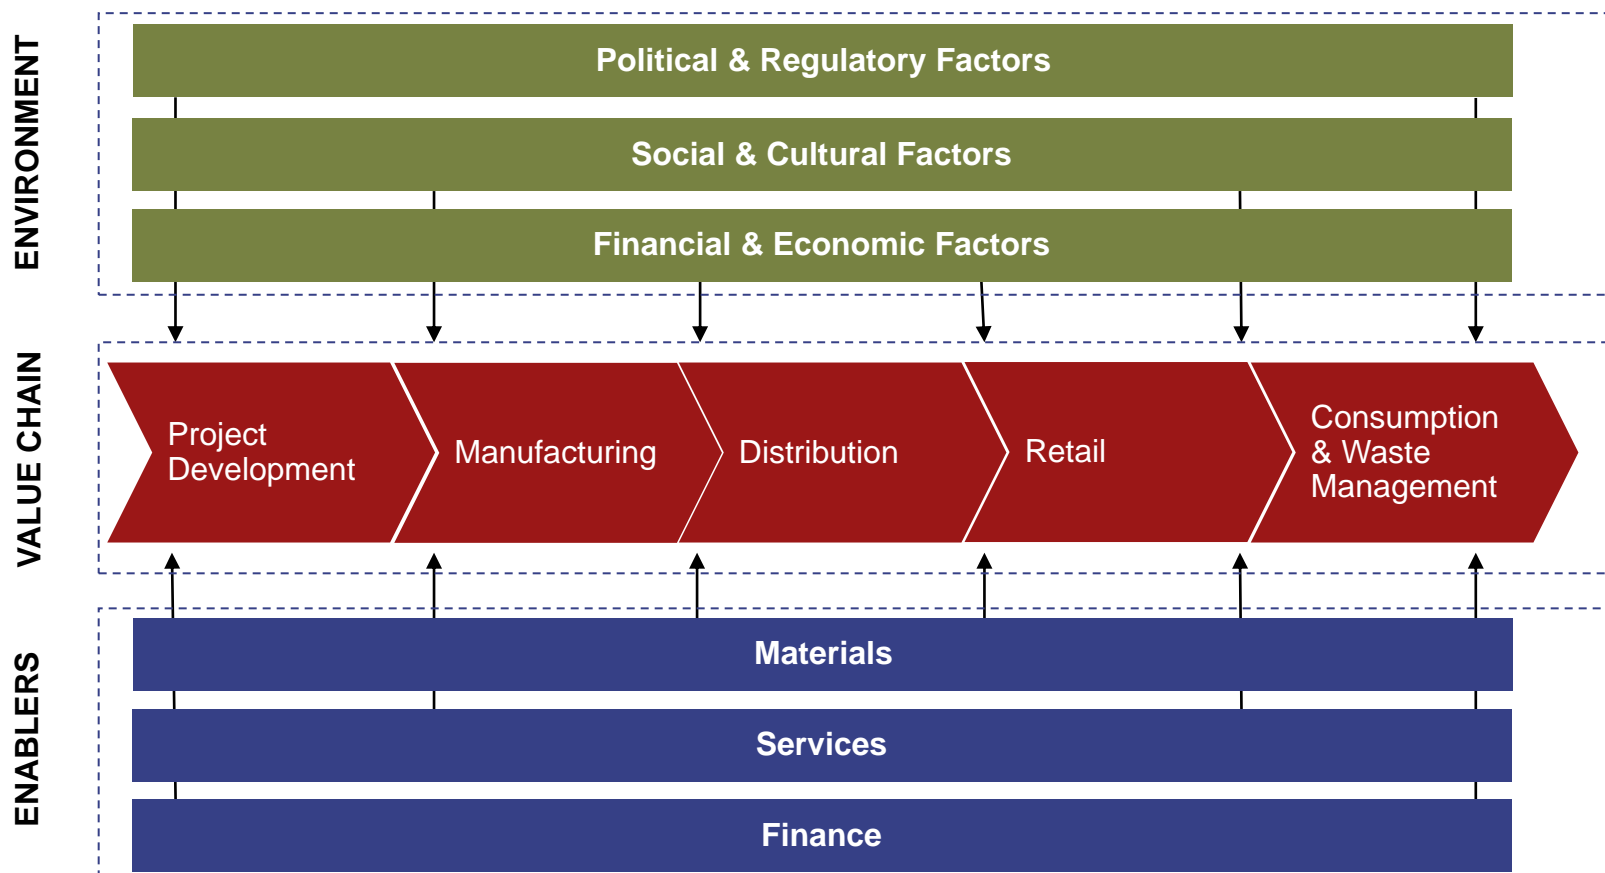 ENVIRONMENT
Political & Regulatory Factors
Social & Cultural Factors
Financial & Economic Factors
VALUE CHAIN
Project
Development
Manufacturing
Distribution
Retail
Consumption
& Waste
Management
ENABLERS
Materials
Services
Finance